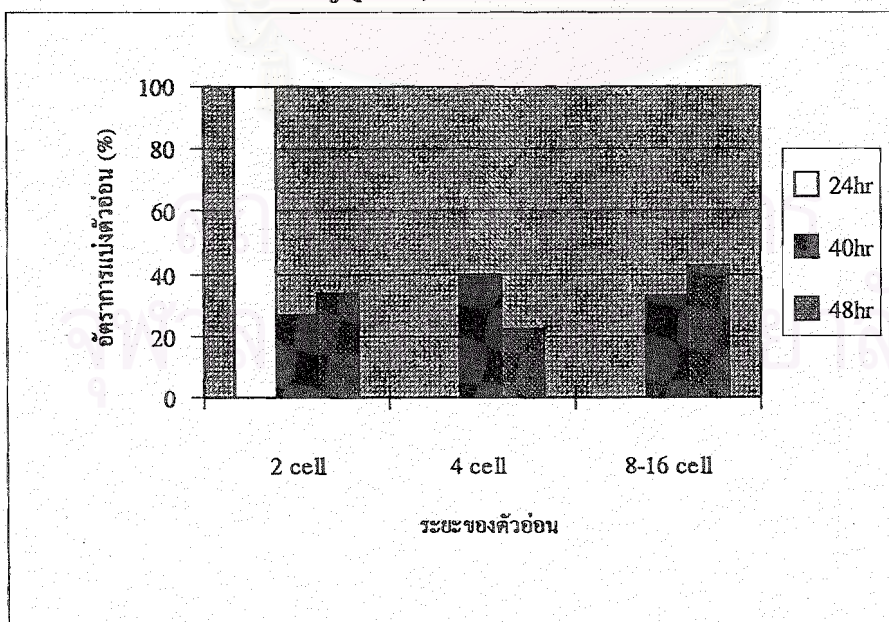 100
80
60
40
20
0
อัตราการแบ่งตัวอ่อน (%)
2 cell
4 cell
8-16 cell
ระยะของตัวอ่อน
24hr
40hr
48hr